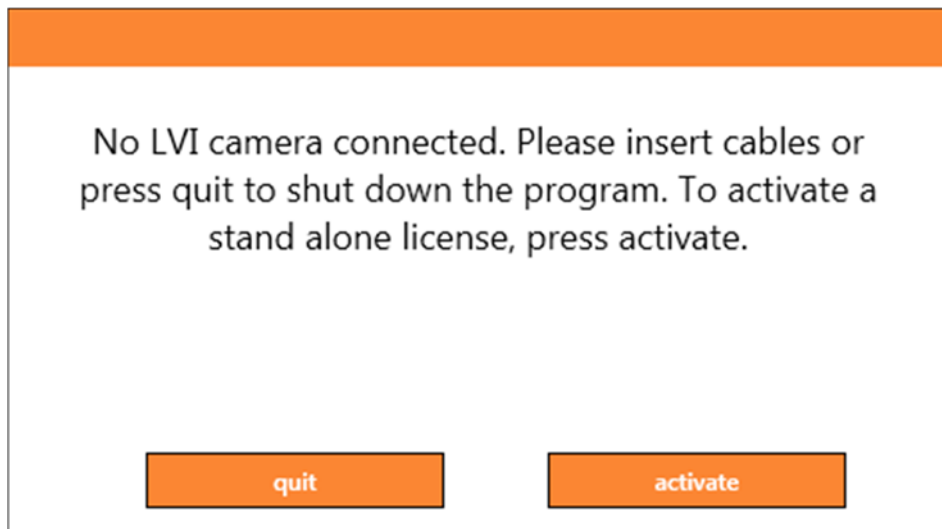 No LVI camera connected. Please insert cables or
press quit to shut down the program. To activate a
stand alone license, press activate.
quit
activate